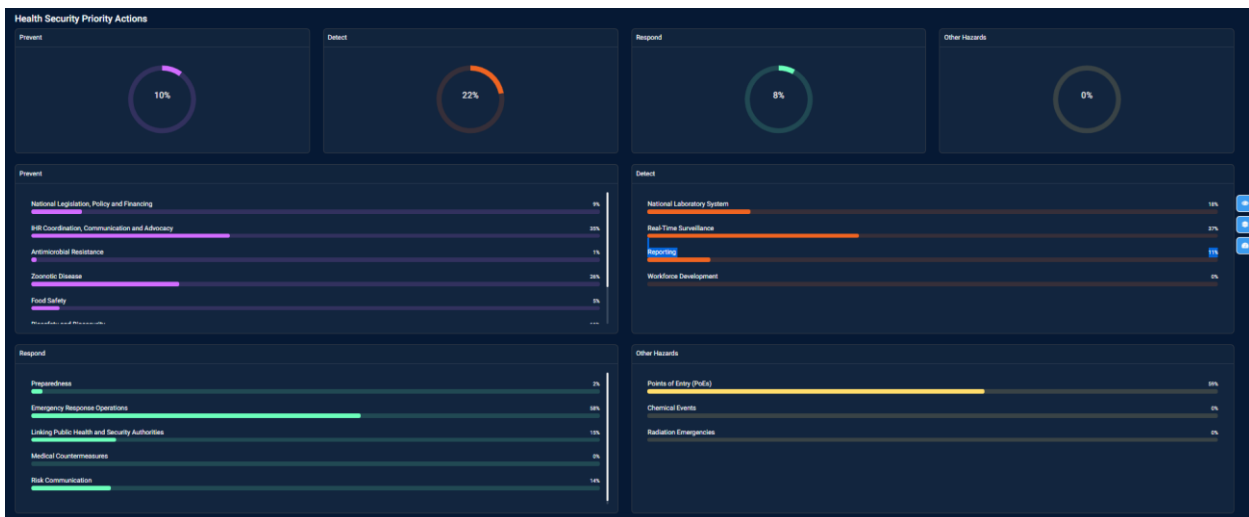 Health Security Priority Actions
Prevent
10%
Detect
22%
Respond
8%
Other Hazards
0%
Prevent
National Legislation, Policy and Financing 9%
IHR Coordination, Communication and Advocacy 35%
Antimicrobial Resistance 1%
Zoonotic Disease 26%
Food Safety 5%
Biosafety and Biosecurity
Detect
National Laboratory System 18%
Real-Time Surveillance 37%
Reporting 11%
Workforce Development 0%
Respond
Preparedness 2%
Emergency Response Operations 58%
Linking Public Health and Security Authorities 15%
Medical Countermeasures 0%
Risk Communication 14%
Other Hazards
Points of Entry (PoEs) 59%
Chemical Events 0%
Radiation Emergencies 0%